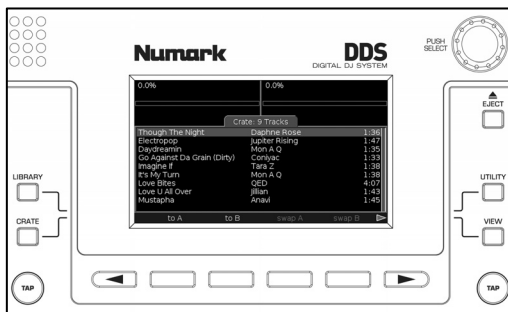 PUSH
SELECT
Numark
DDS
DIGITAL DJ SYSTEM
0.0%
0.0%
EJECT
Crate: 9 Tracks
Though The Night Daphne Rose 1:36
Electropop Jupiter Rising 1:47
Daydreamin Mon A Q 1:35
Go Against Da Grain (Dirty) Coniyac 1:33
Imagine If Tara Z 1:38
It's My Turn Mon A Q 1:38
Love Bites QED 4:07
Love U All Over Jillian 1:43
Mustapha Anavi 1:45
LIBRARY
UTILITY
to A to B swap A swap B
CRATE
VIEW
TAP
TAP